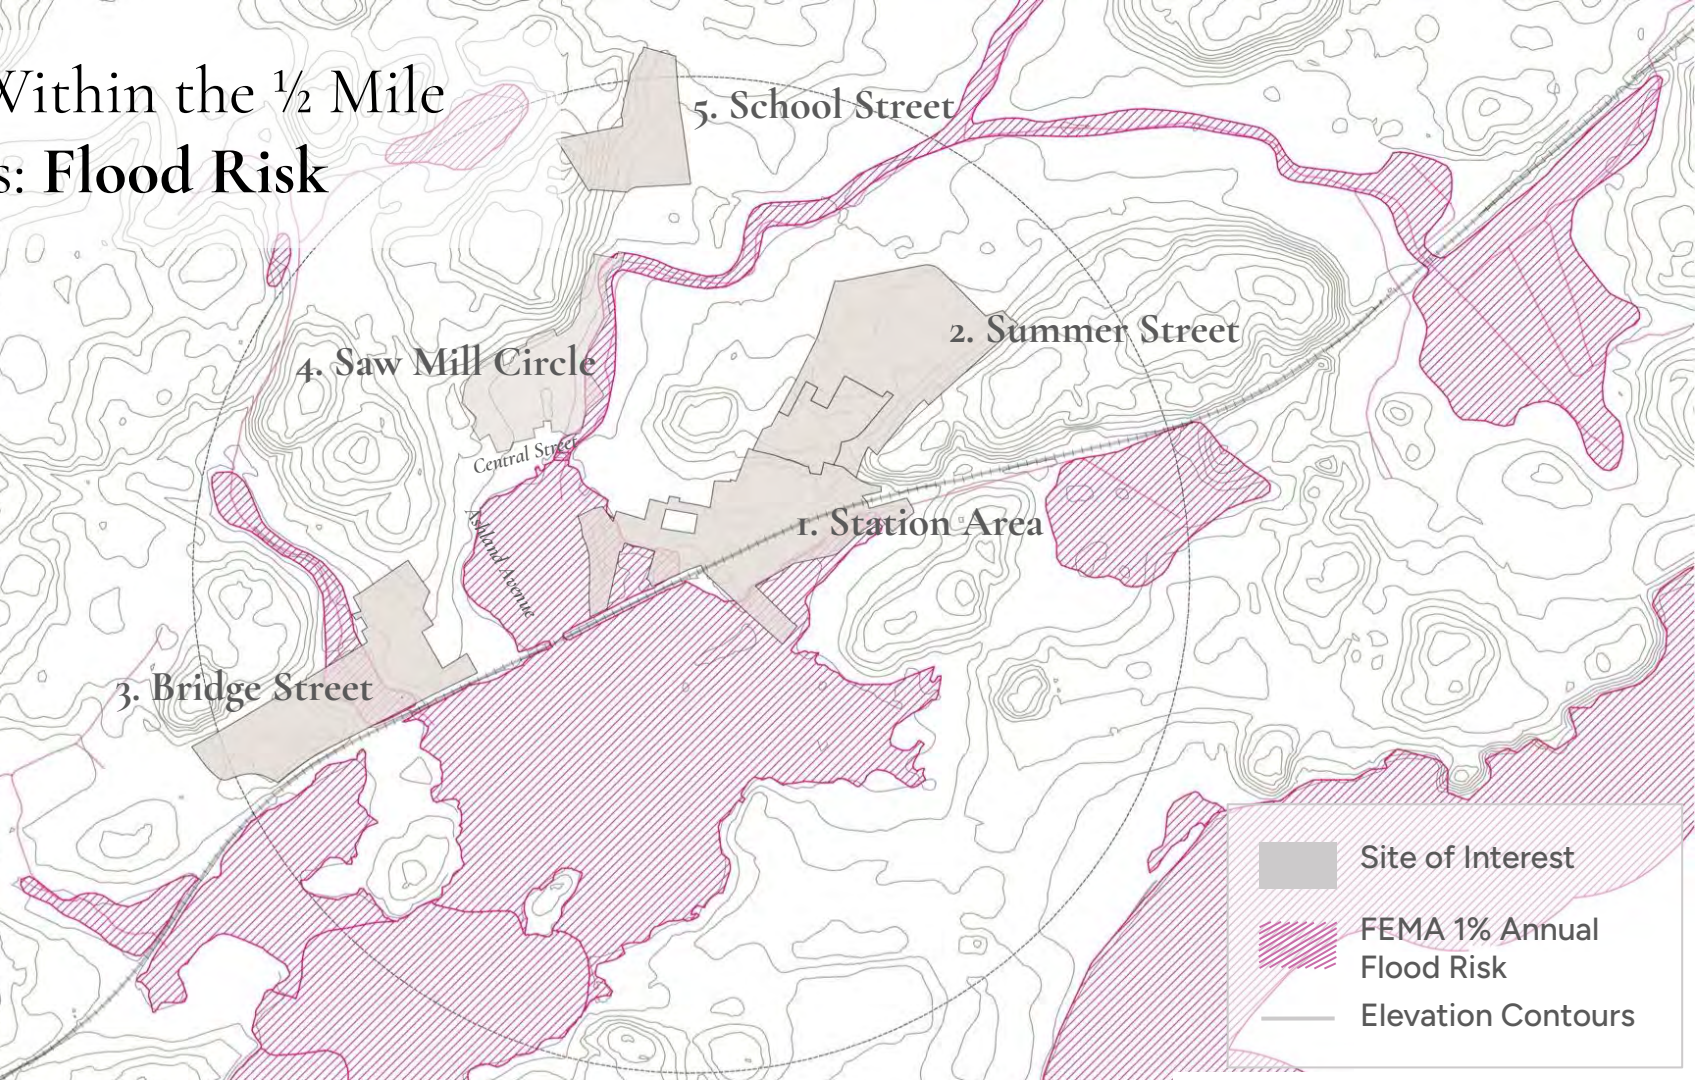 Within the ½ Mile
s: Flood Risk
5. School Street
2. Summer Street
4. Saw Mill Circle
Central Street
Ashland Avenue
1. Station Area
3. Bridge Street
Site of Interest
FEMA 1% Annual
Flood Risk
Elevation Contours